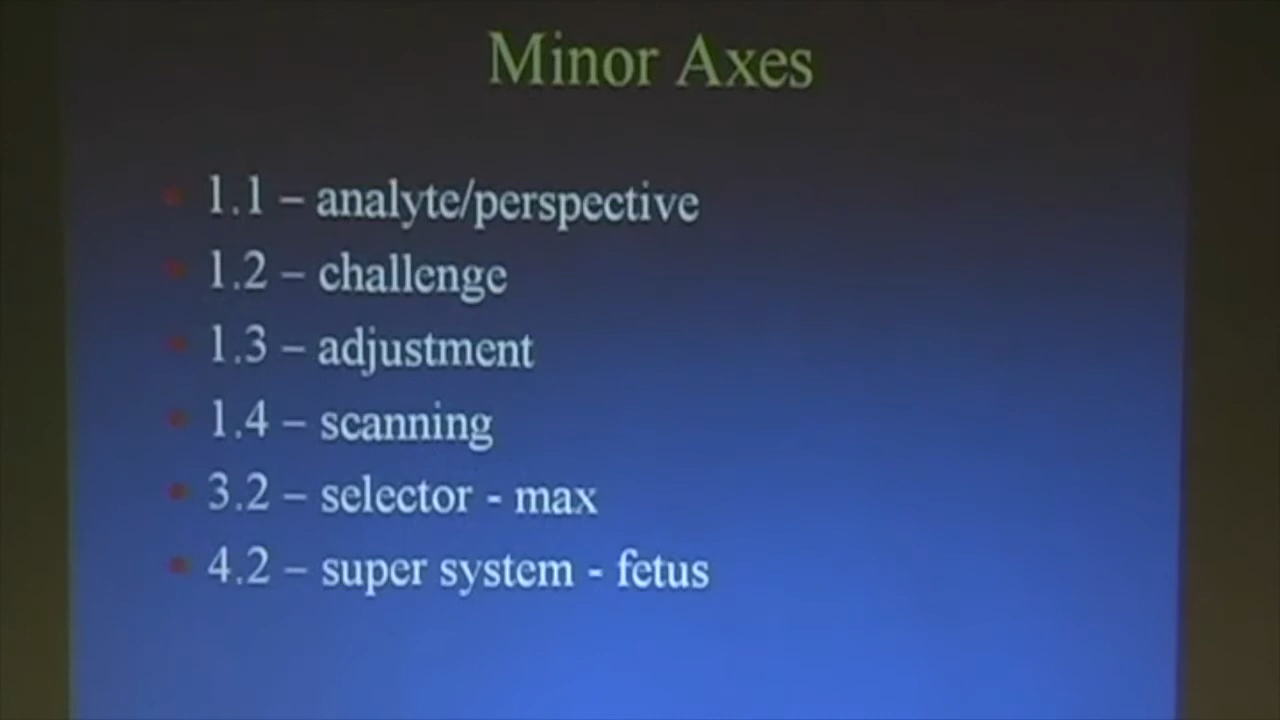 Minor Axes
1.1 – analyte/perspective
1.2 – challenge
1.3 – adjustment
1.4 – scanning
3.2 – selector - max
4.2 – super system - fetus